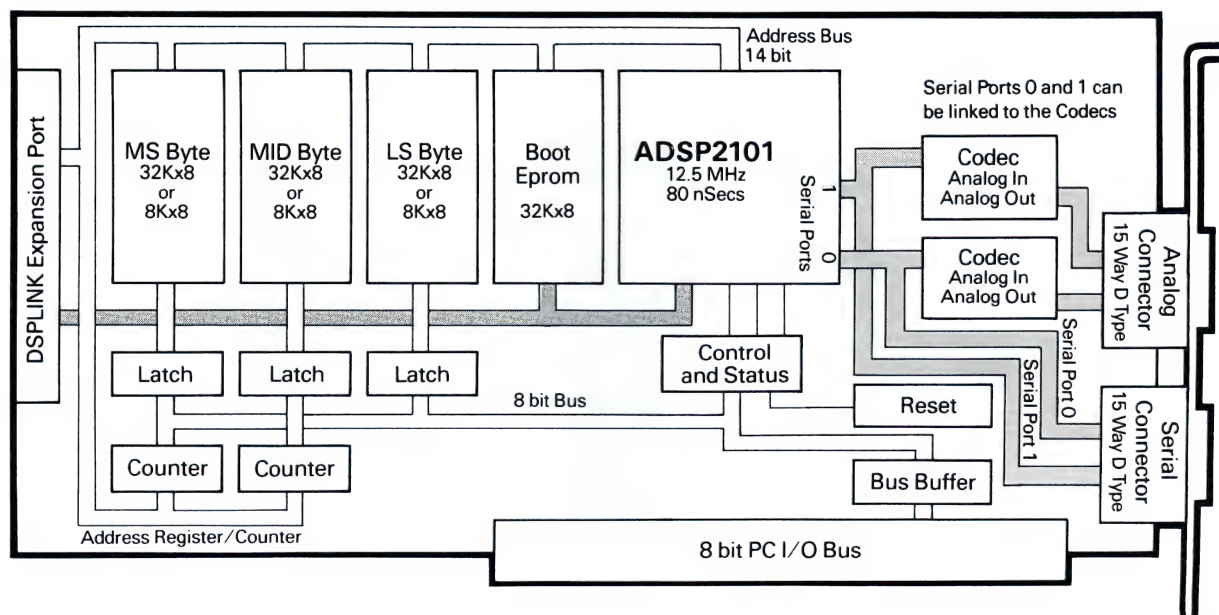 Address Bus
14 bit
Serial Ports 0 and 1 can
be linked to the Codecs
DSPLINK Expansion Port
MS Byte
32Kx8
or
8Kx8
MID Byte
32Kx8
or
8Kx8
LS Byte
32Kx8
or
8Kx8
Boot
Eprom
32Kx8
ADSP2101
12.5 MHz
80 nSecs
Serial Ports
1
0
Codec
Analog In
Analog Out
Codec
Analog In
Analog Out
Analog
Connector
15 Way D Type
Latch
Latch
Latch
Control
and Status
8 bit Bus
Reset
Serial Port 0
Serial Port 1
Serial
Connector
15 Way D Type
Counter
Counter
Bus Buffer
Address Register/Counter
8 bit PC I/O Bus